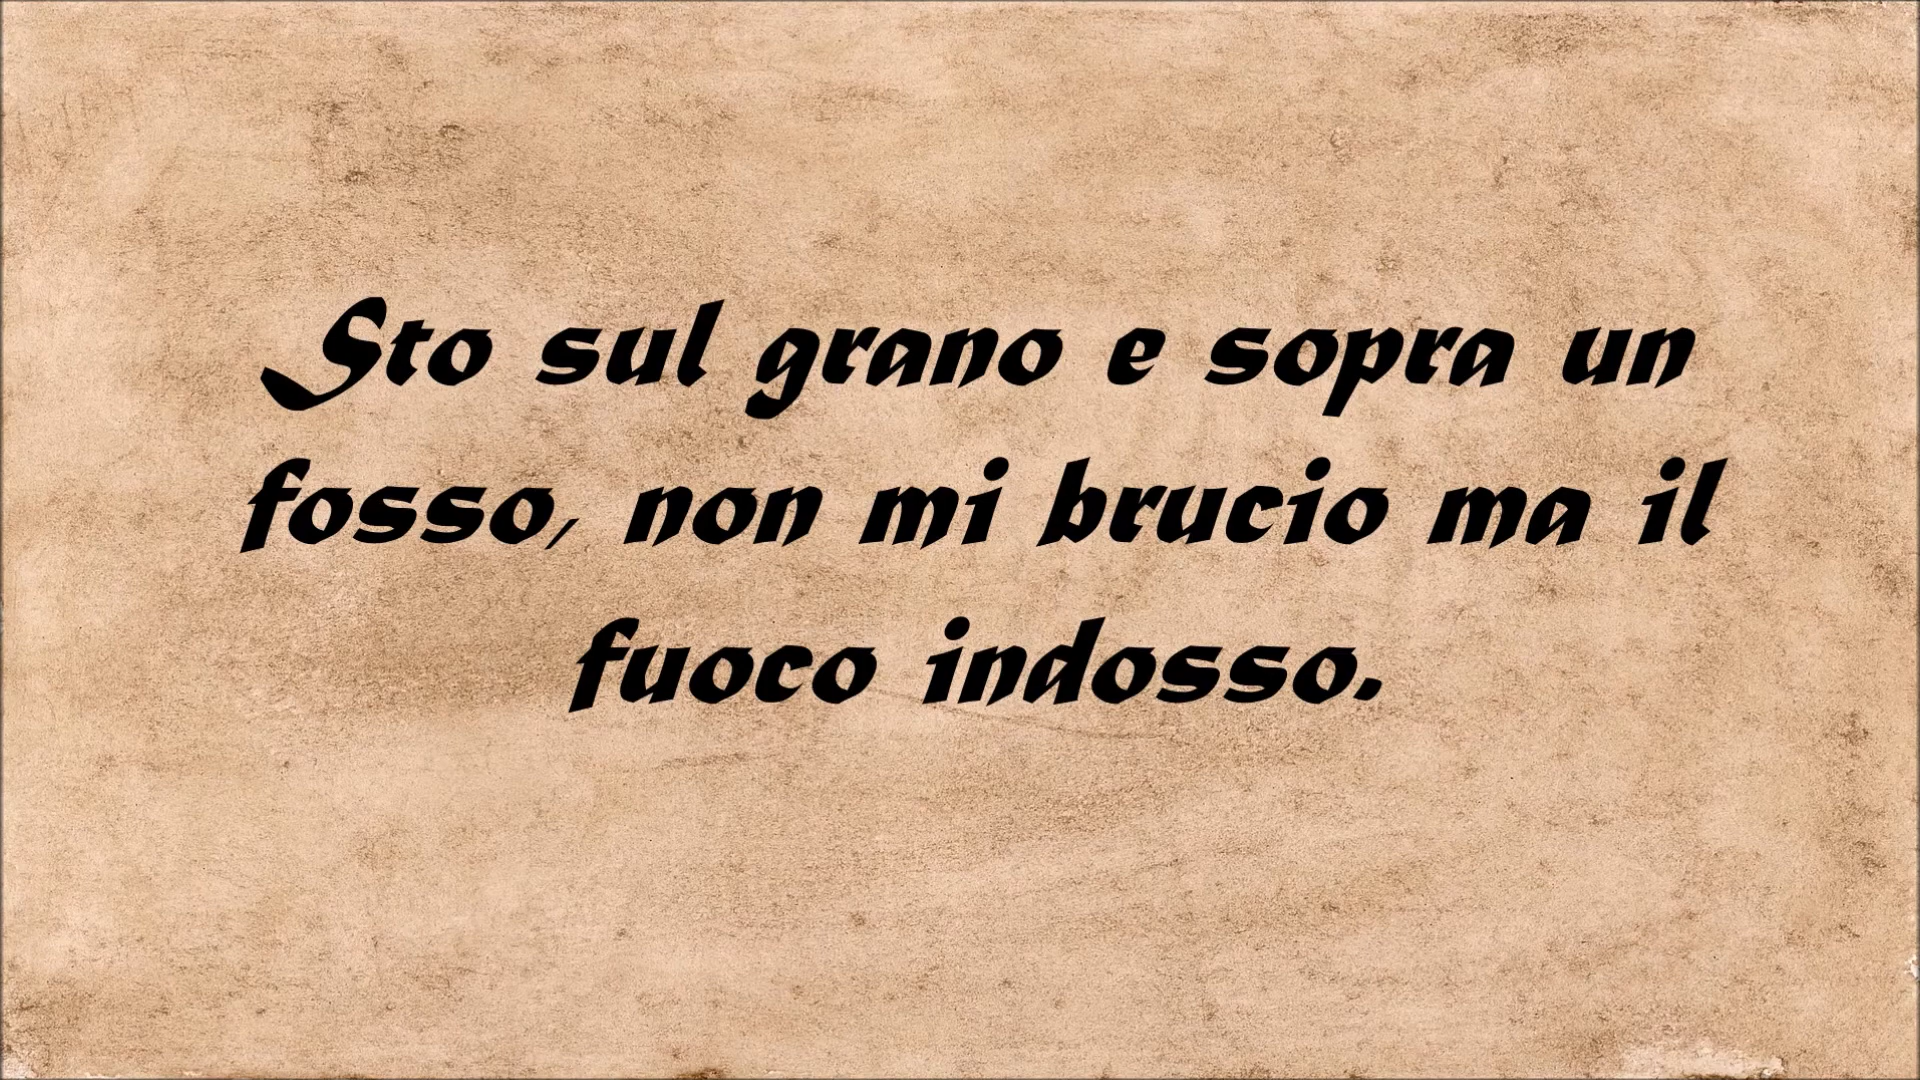 Sto sul grano e sopra un
fosso, non mi brucio ma il
fuoco indosso.